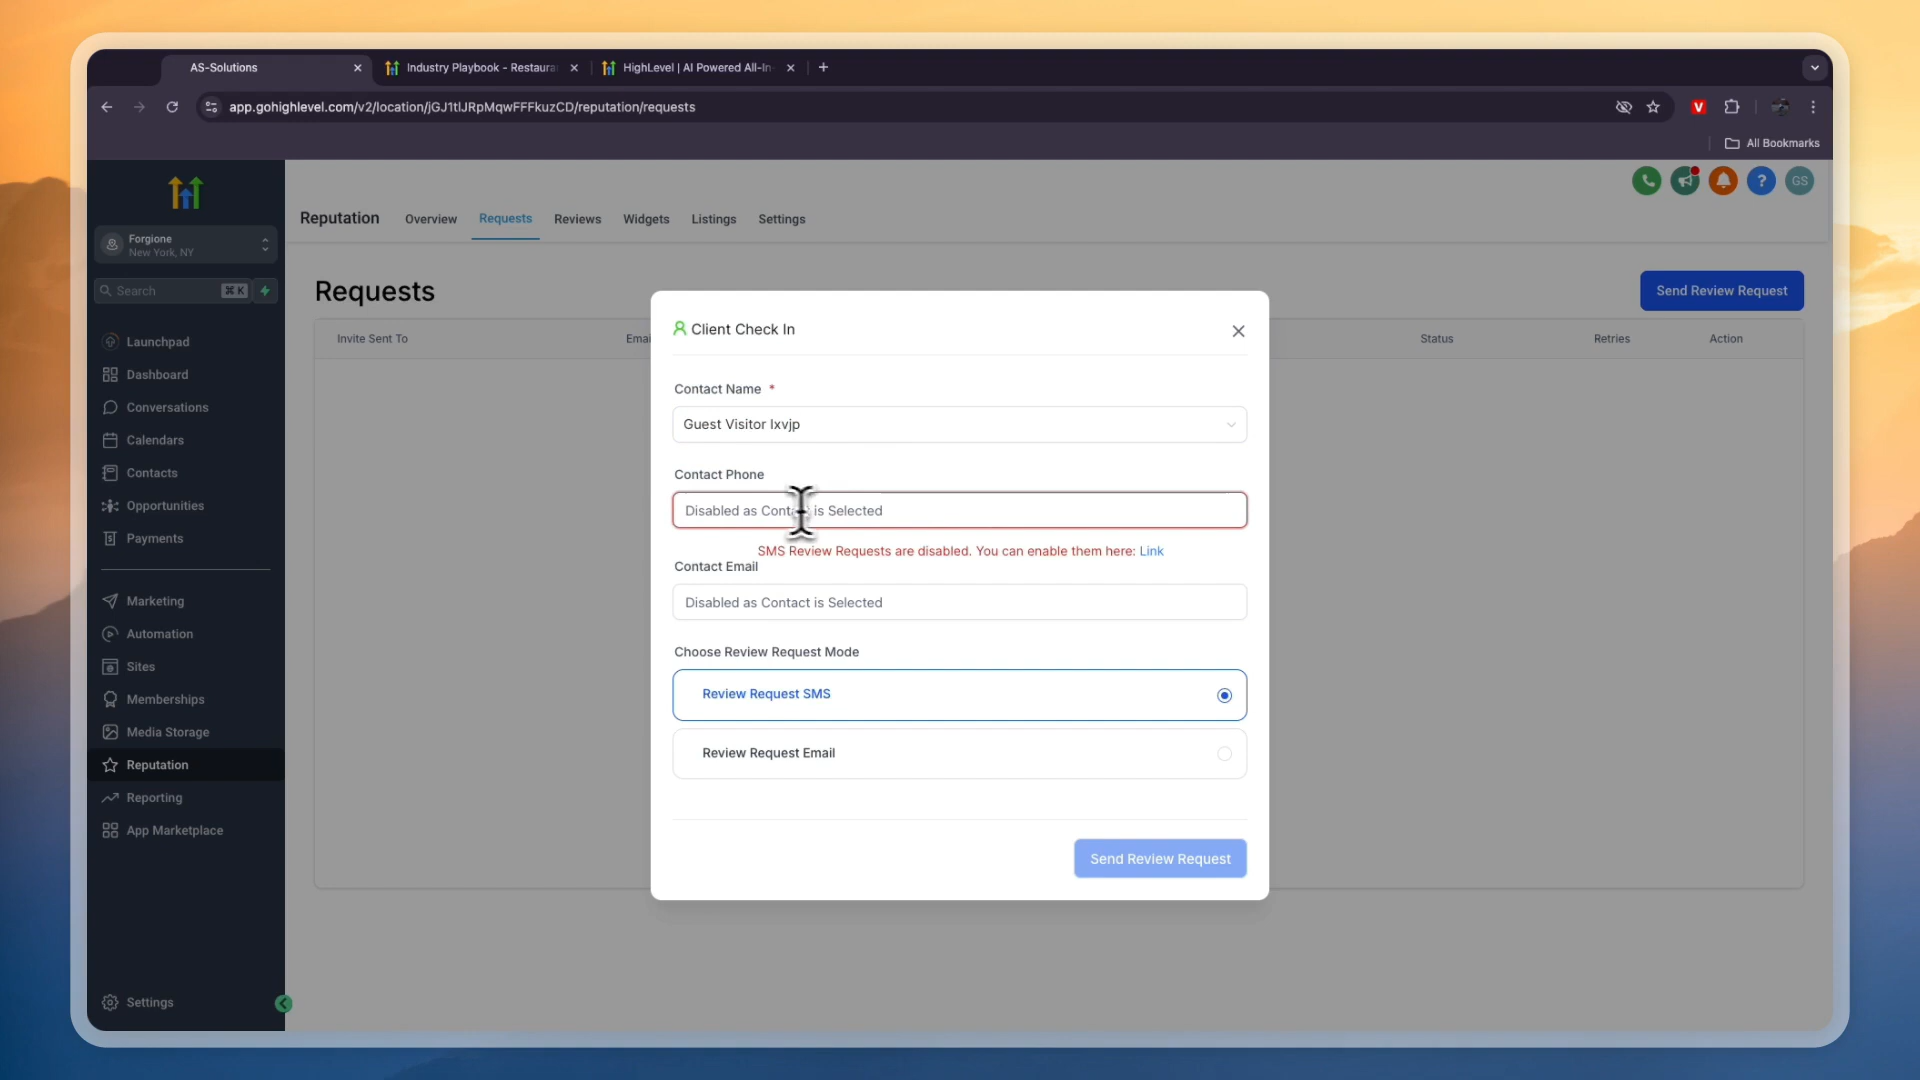 AS-Solutions
Industry Playbook - Restaura
HighLevel | AI Powered All-In-
app.gohighlevel.com/v2/location/jGJ1tlJRpMqwFFFkuzCD/reputation/requests
All Bookmarks
Forgione
New York, NY
Search
⌘ K
Launchpad
Dashboard
Conversations
Calendars
Contacts
Opportunities
Payments
Marketing
Automation
Sites
Memberships
Media Storage
Reputation
Reporting
App Marketplace
Settings
GS
Reputation Overview Requests Reviews Widgets Listings Settings
Requests
Send Review Request
Invite Sent To Emai Status Retries Action
Client Check In
Contact Name *
Guest Visitor Ixvjp
Contact Phone
Disabled as Contact is Selected
SMS Review Requests are disabled. You can enable them here: Link
Contact Email
Disabled as Contact is Selected
Choose Review Request Mode
Review Request SMS
Review Request Email
Send Review Request